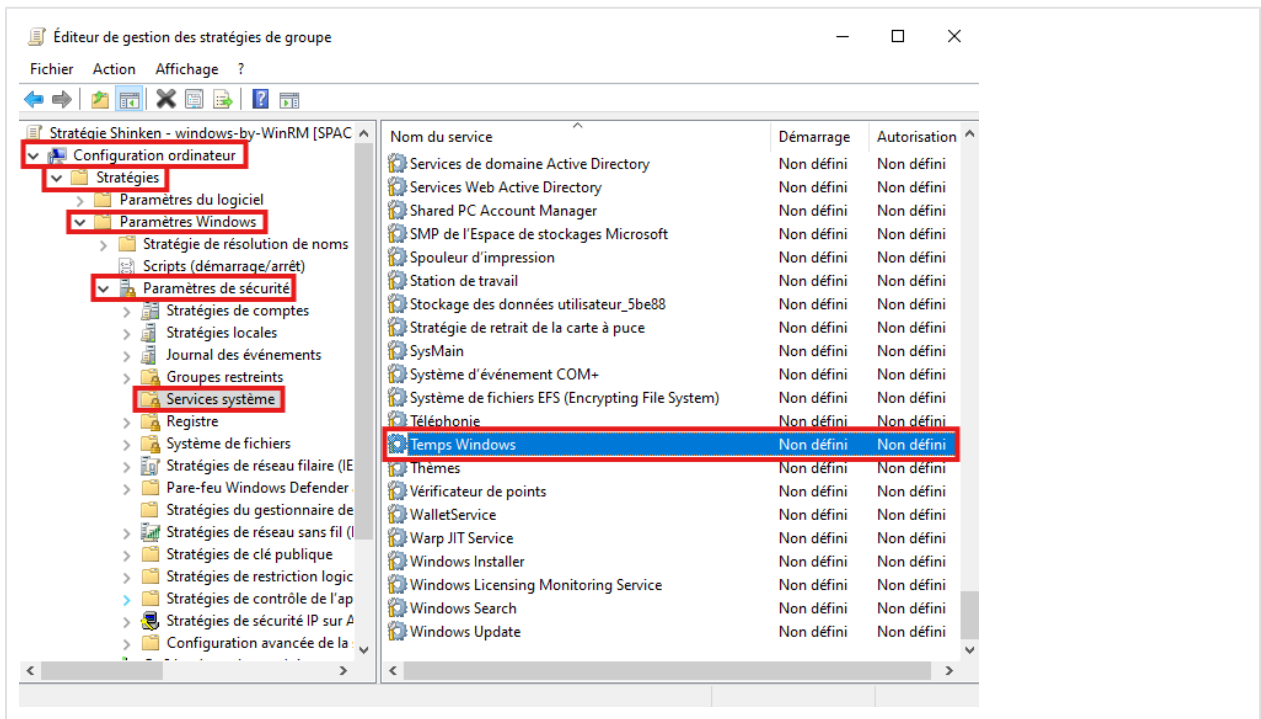 Éditeur de gestion des stratégies de groupe
Fichier Action Affichage ?
Stratégie Shinken - windows-by-WinRM [SPAC
Configuration ordinateur
Stratégies
Paramètres du logiciel
Paramètres Windows
Stratégie de résolution de noms
Scripts (démarrage/arrêt)
Paramètres de sécurité
Stratégies de comptes
Stratégies locales
Journal des événements
Groupes restreints
Services système
Registre
Système de fichiers
Stratégies de réseau filaire (IE
Pare-feu Windows Defender
Stratégies du gestionnaire de
Stratégies de réseau sans fil (I
Stratégies de clé publique
Stratégies de restriction logic
Stratégies de contrôle de l'ap
Stratégies de sécurité IP sur A
Configuration avancée de la
Nom du service Démarrage Autorisation
Services de domaine Active Directory Non défini Non défini
Services Web Active Directory Non défini Non défini
Shared PC Account Manager Non défini Non défini
SMP de l'Espace de stockages Microsoft Non défini Non défini
Spouleur d'impression Non défini Non défini
Station de travail Non défini Non défini
Stockage des données utilisateur_5be88 Non défini Non défini
Stratégie de retrait de la carte à puce Non défini Non défini
SysMain Non défini Non défini
Système d'événement COM+ Non défini Non défini
Système de fichiers EFS (Encrypting File System) Non défini Non défini
Téléphonie Non défini Non défini
Temps Windows Non défini Non défini
Thèmes Non défini Non défini
Vérificateur de points Non défini Non défini
WalletService Non défini Non défini
Warp JIT Service Non défini Non défini
Windows Installer Non défini Non défini
Windows Licensing Monitoring Service Non défini Non défini
Windows Search Non défini Non défini
Windows Update Non défini Non défini